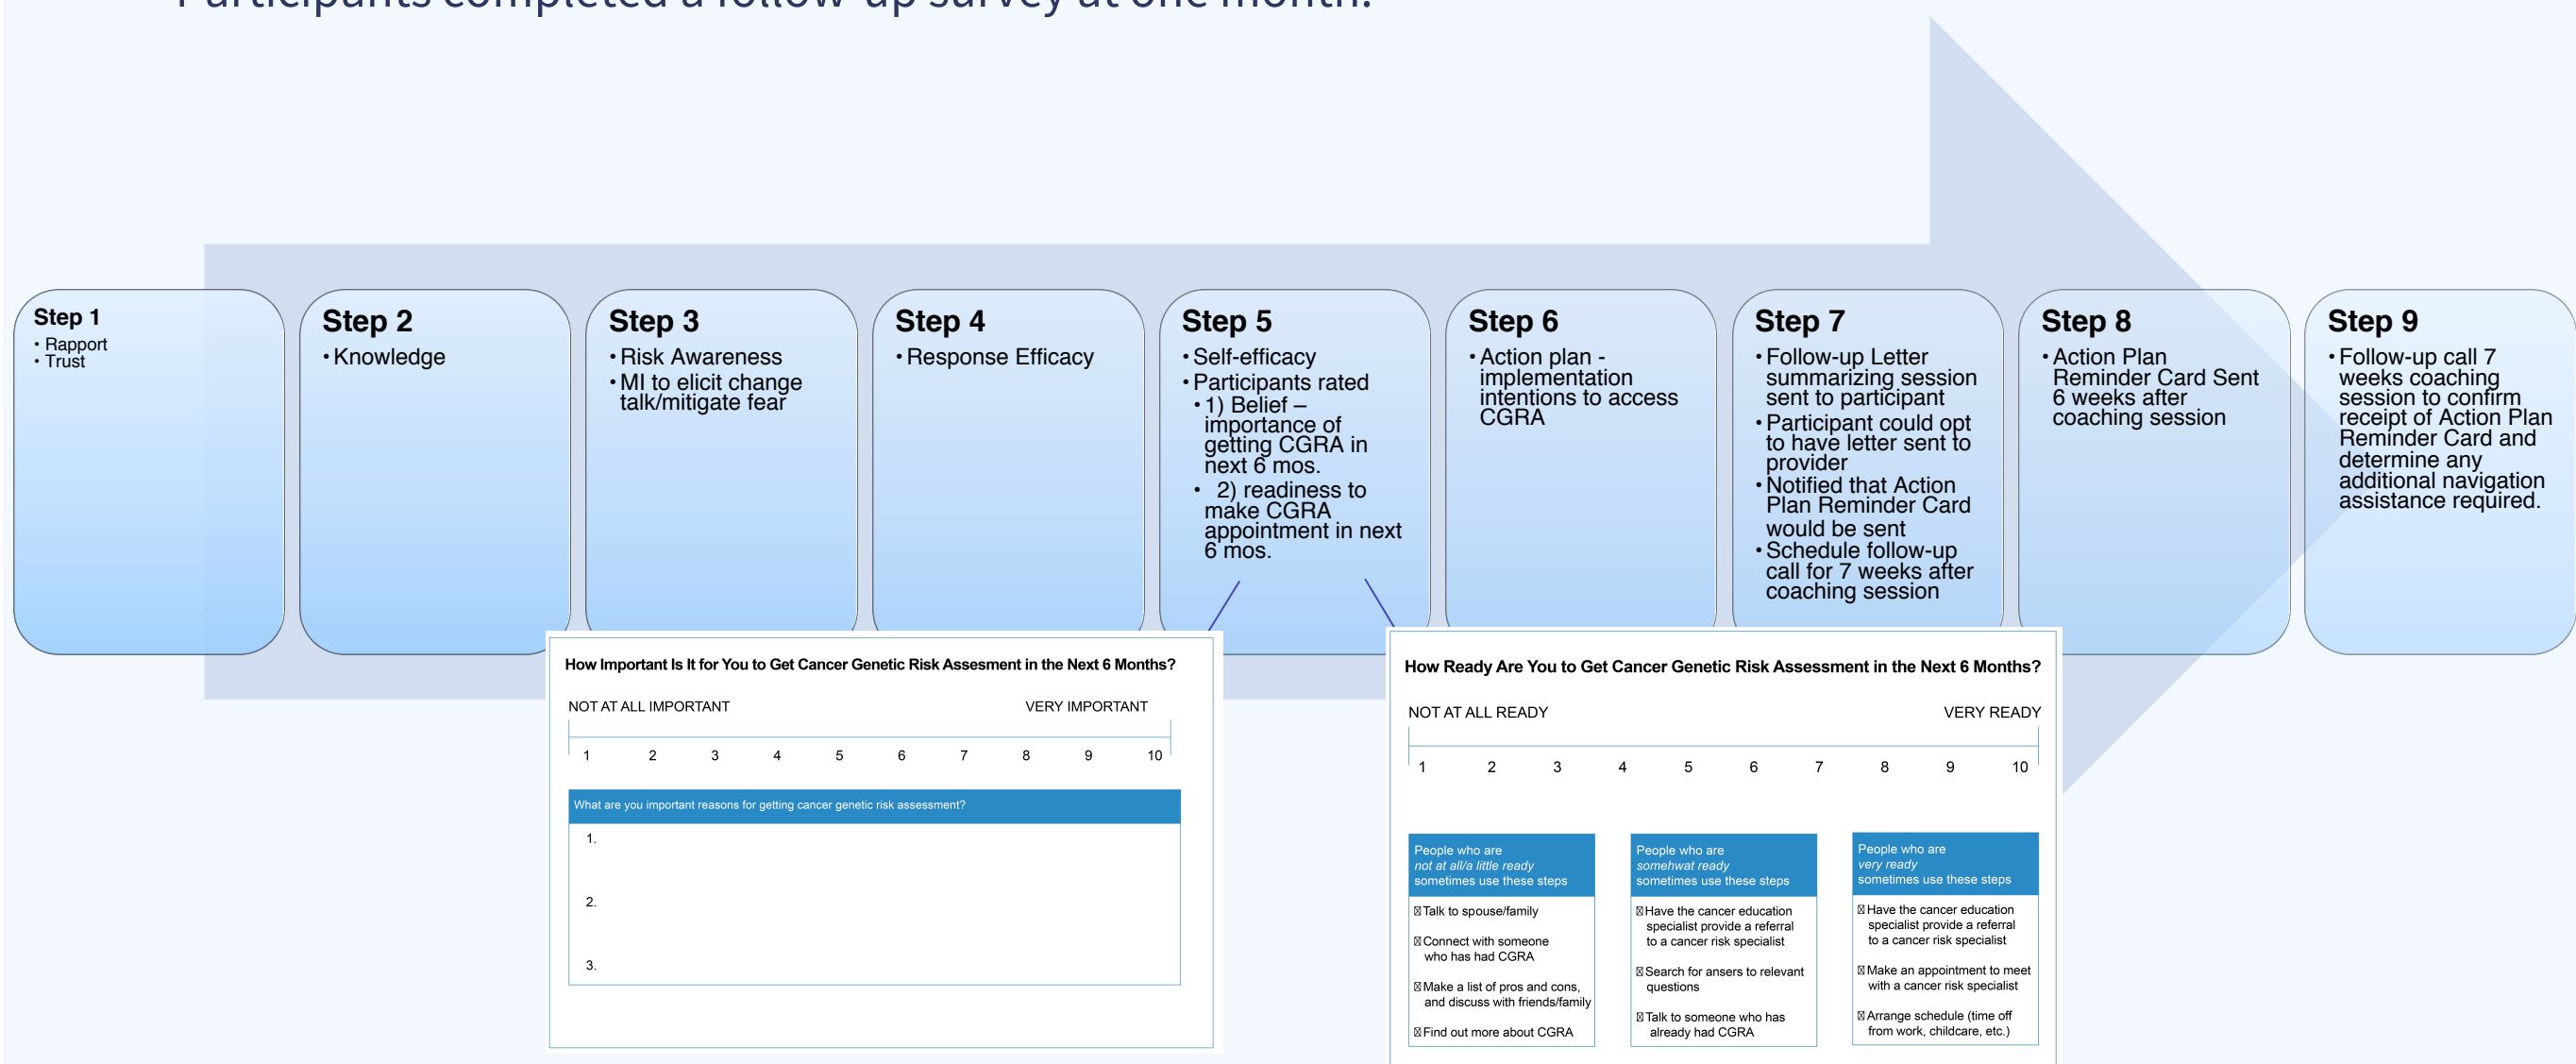 Participants completed a follow-up survey at one month.
Step 1
• Rapport
• Trust
Step 2
• Knowledge
Step 3
• Risk Awareness
• MI to elicit change
talk/mitigate fear
Step 4
• Response Efficacy
Step 5
• Self-efficacy
• Participants rated
• 1) Belief –
importance of
getting CGRA in
next 6 mos.
• 2) readiness to
make CGRA
appointment in next
6 mos.
Step 6
• Action plan -
implementation
intentions to access
CGRA
Step 7
• Follow-up Letter
summarizing session
sent to participant
• Participant could opt
to have letter sent to
provider
• Notified that Action
Plan Reminder Card
would be sent
• Schedule follow-up
call for 7 weeks after
coaching session
Step 8
• Action Plan
Reminder Card Sent
6 weeks after
coaching session
Step 9
• Follow-up call 7
weeks coaching
session to confirm
receipt of Action Plan
Reminder Card and
determine any
additional navigation
assistance required.
How Important Is It for You to Get Cancer Genetic Risk Assesment in the Next 6 Months?
NOT AT ALL IMPORTANT VERY IMPORTANT
1 2 3 4 5 6 7 8 9 10
What are you important reasons for getting cancer genetic risk assessment?
1.
2.
3.
How Ready Are You to Get Cancer Genetic Risk Assessment in the Next 6 Months?
NOT AT ALL READY VERY READY
1 2 3 4 5 6 7 8 9 10
People who are
not at all/a little ready
sometimes use these steps
Talk to spouse/family
Connect with someone
who has had CGRA
Make a list of pros and cons,
and discuss with friends/family
Find out more about CGRA
People who are
somehwat ready
sometimes use these steps
Have the cancer education
specialist provide a referral
to a cancer risk specialist
Search for ansers to relevant
questions
Talk to someone who has
already had CGRA
People who are
very ready
sometimes use these steps
Have the cancer education
specialist provide a referral
to a cancer risk specialist
Make an appointment to meet
with a cancer risk specialist
Arrange schedule (time off
from work, childcare, etc.)